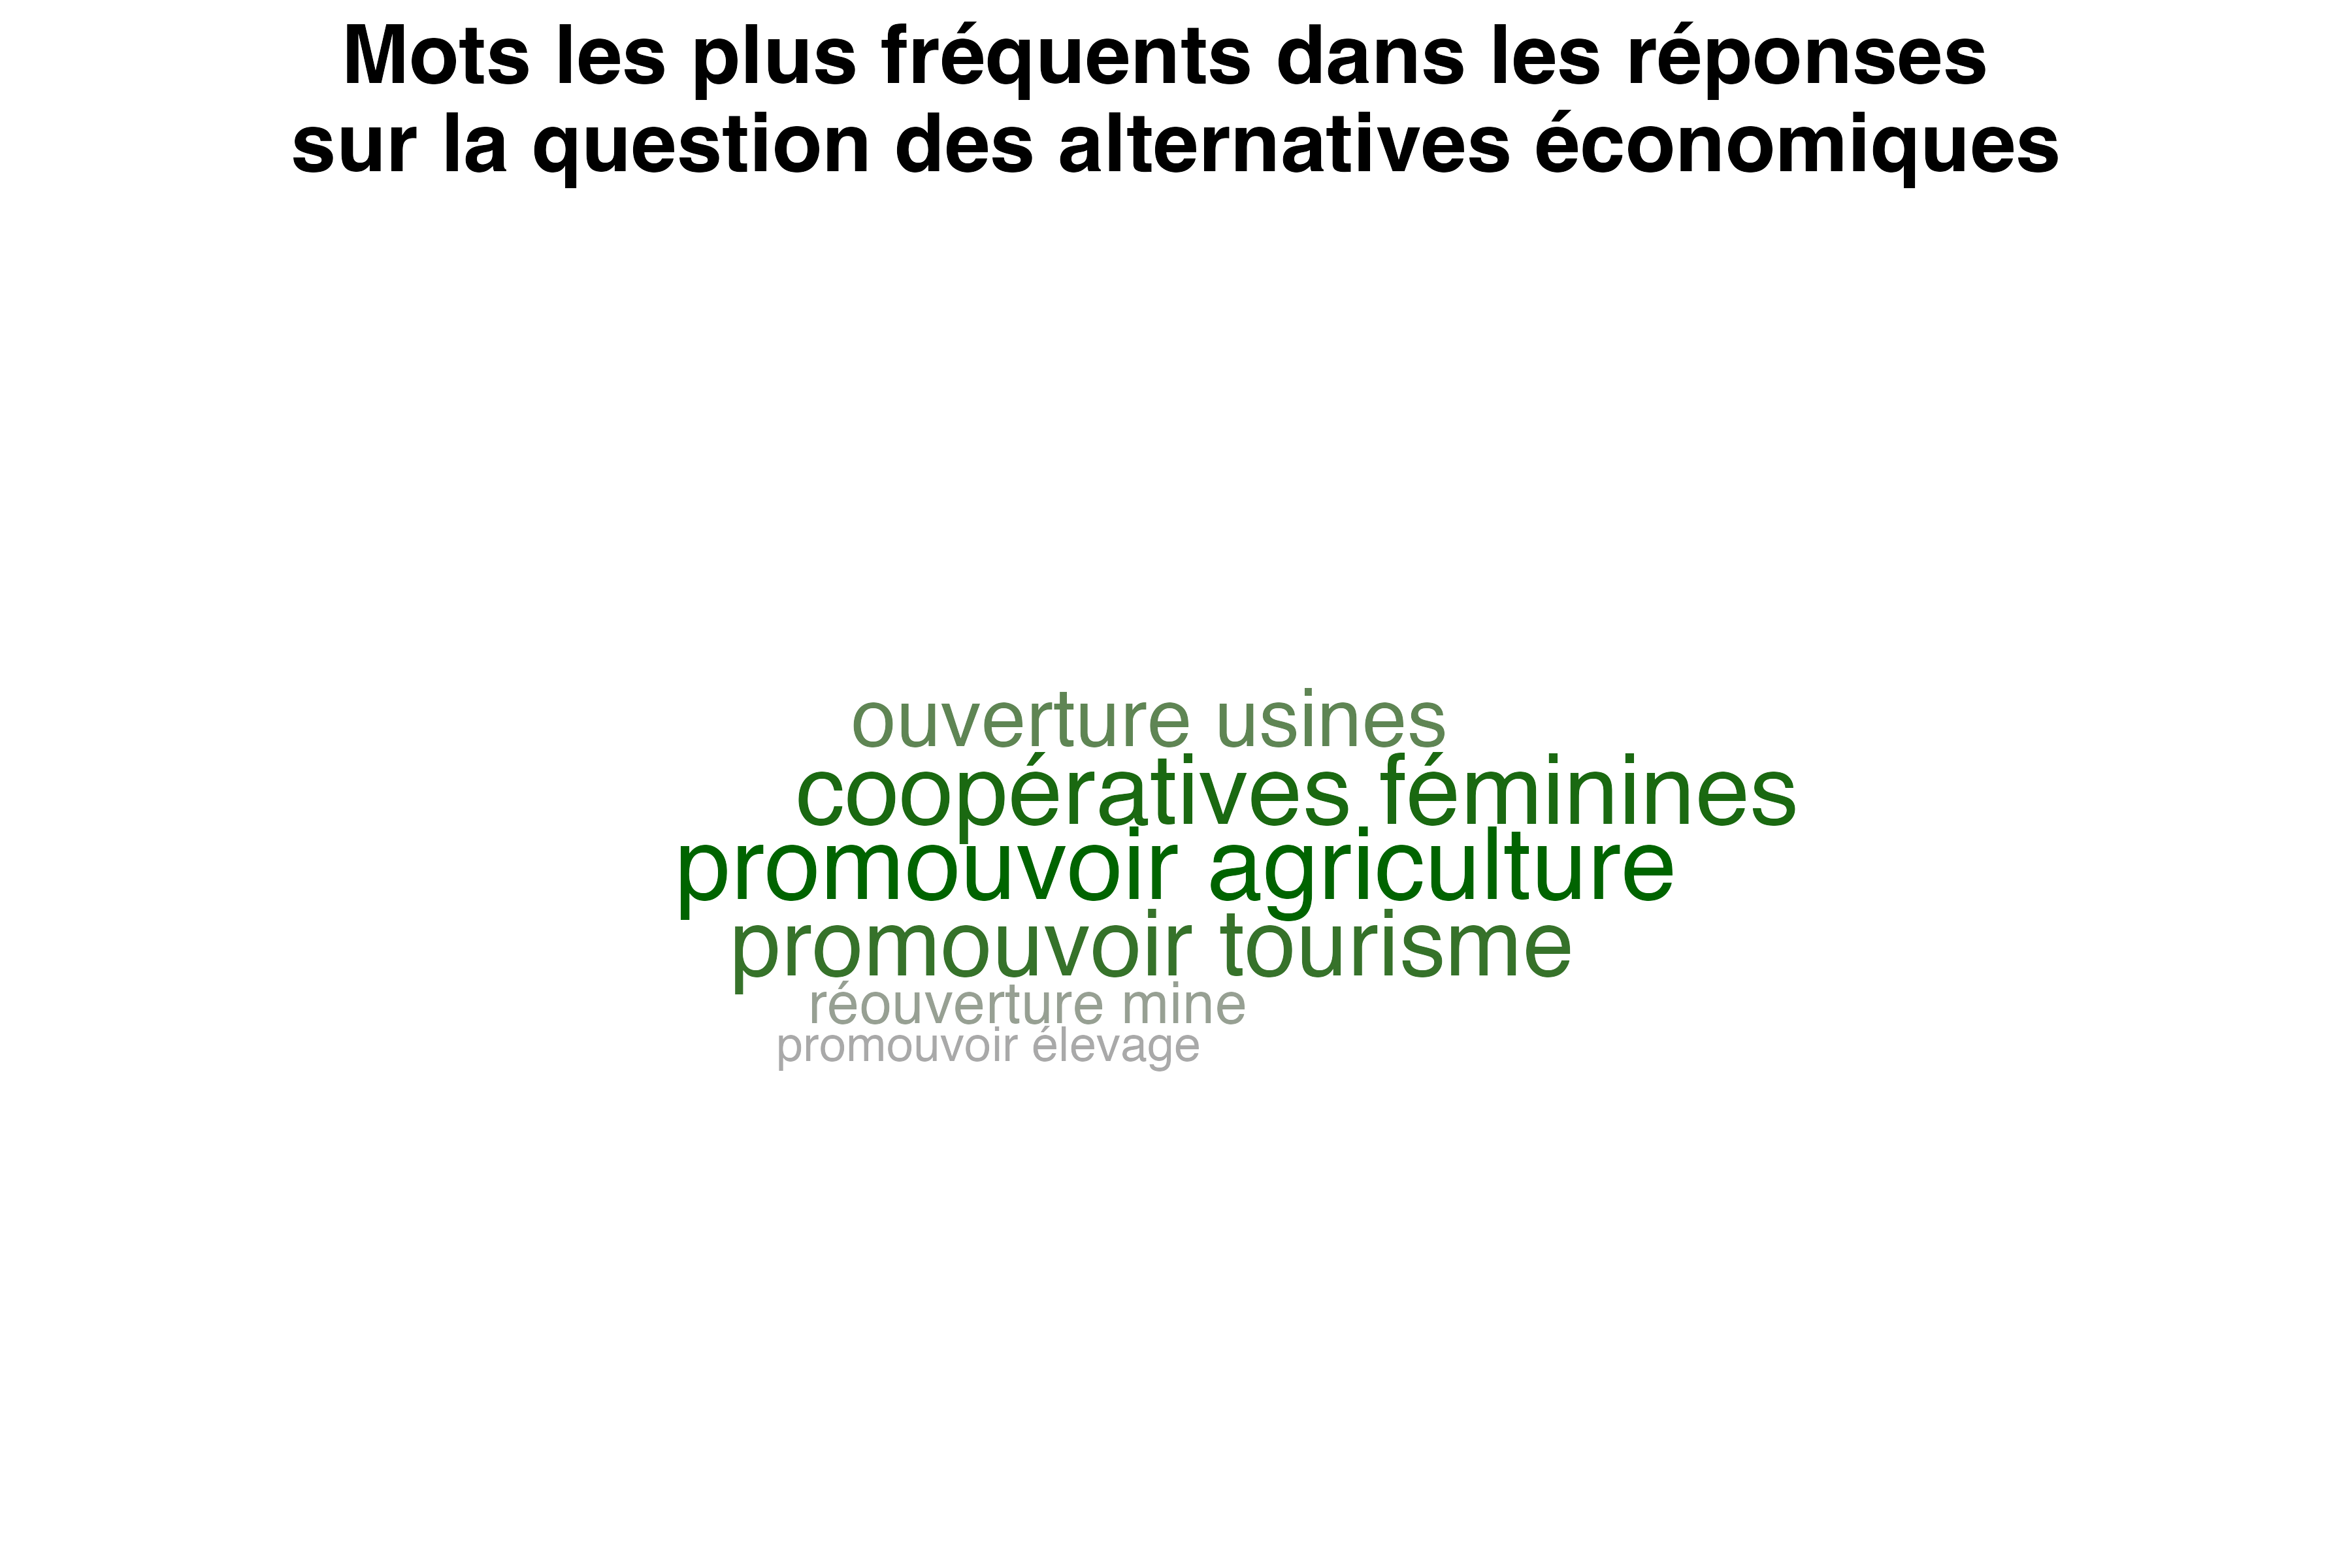 Mots les plus fréquents dans les réponses
sur la question des alternatives économiques
ouverture usines
coopératives féminines
promouvoir agriculture
promouvoir tourisme
réouverture mine
promouvoir élevage